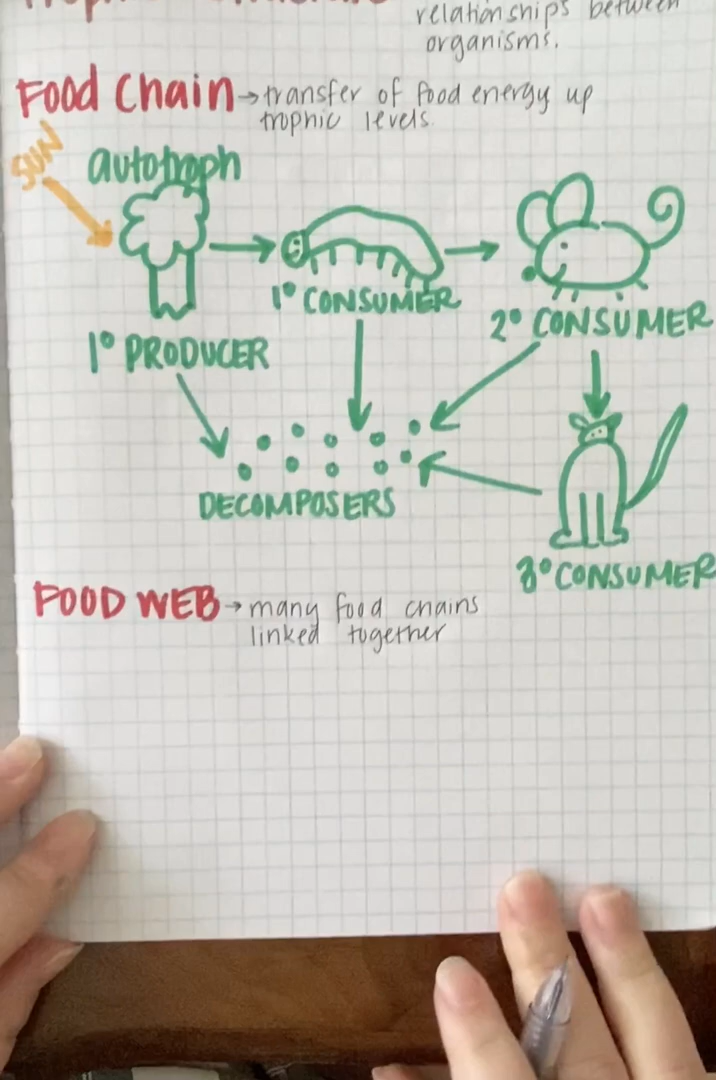 relationships between
organisms.
Food Chain → transfer of food energy up
trophic levels.
SUN
autotroph
1° CONSUMER
2° CONSUMER
1° PRODUCER
DECOMPOSERS
3° CONSUMER
FOOD WEB → many food chains
linked together